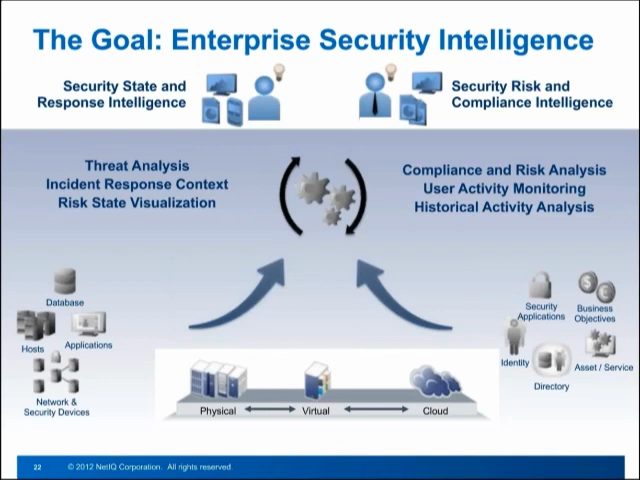 The Goal: Enterprise Security Intelligence
Security State and
Response Intelligence
Security Risk and
Compliance Intelligence
Threat Analysis
Incident Response Context
Risk State Visualization
Compliance and Risk Analysis
User Activity Monitoring
Historical Activity Analysis
Database
Hosts
Applications
Network &
Security Devices
Security
Applications
Business
Objectives
Identity
Asset / Service
Directory
Physical
Virtual
Cloud
22
© 2012 NetIQ Corporation. All rights reserved.